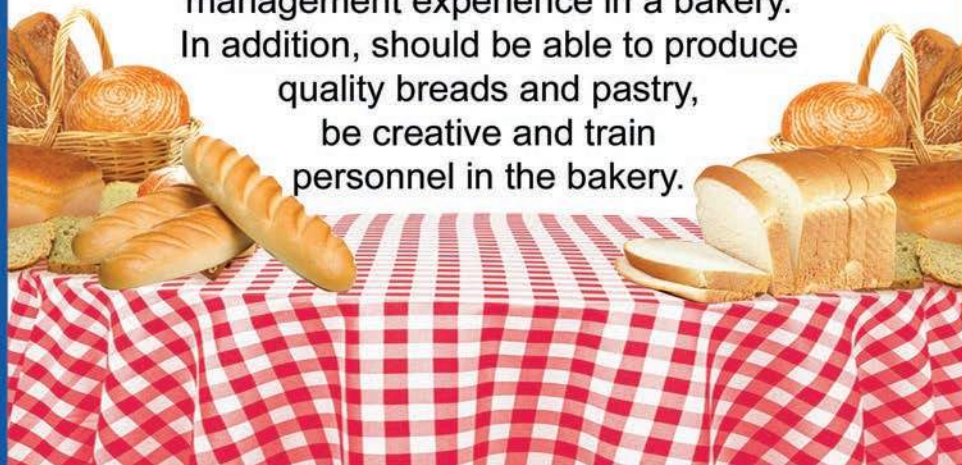 management experience in a bakery.
In addition, should be able to produce
quality breads and pastry,
be creative and train
personnel in the bakery.